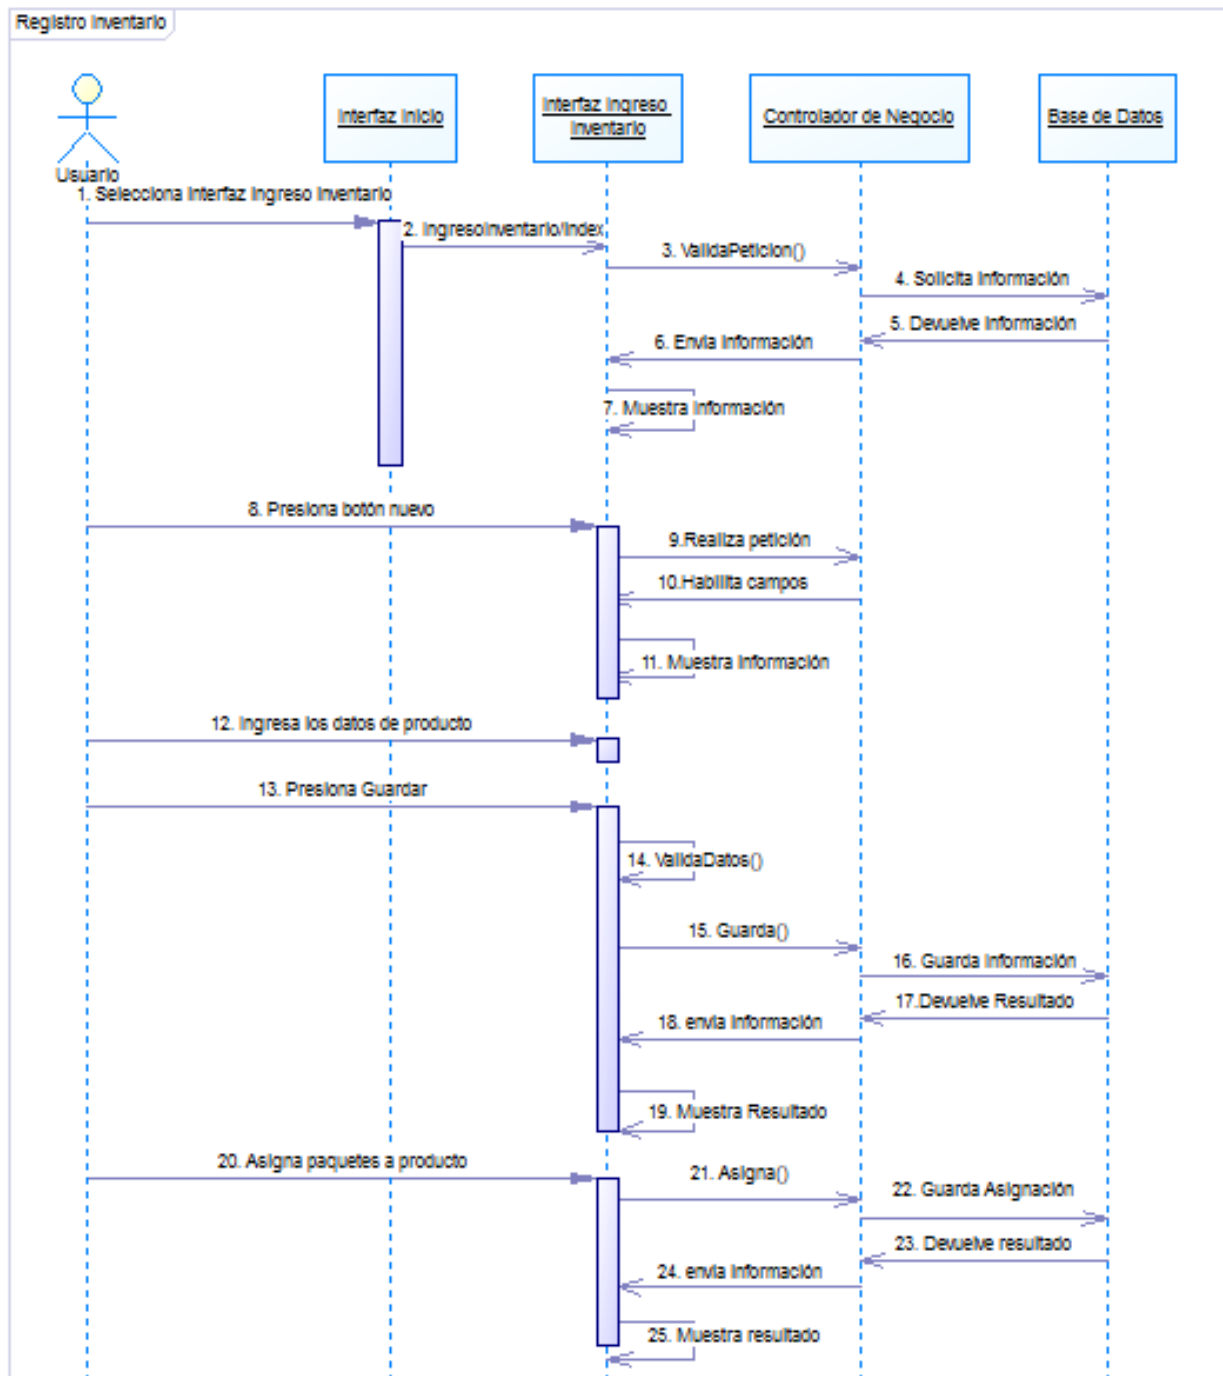 Registro Inventario
Usuario
Interfaz Inicio
Interfaz Ingreso
Inventario
Controlador de Negocio
Base de Datos
1. Selecciona Interfaz Ingreso Inventario
2. IngresoInventario/Index
3. ValidaPeticion()
4. Solicita Información
5. Devuelve Información
6. Envia Información
7. Muestra Información
8. Presiona botón nuevo
9.Realiza petición
10.Habilita campos
11. Muestra Información
12. Ingresa los datos de producto
13. Presiona Guardar
14. ValidaDatos()
15. Guarda()
16. Guarda Información
17.Devuelve Resultado
18. envia Información
19. Muestra Resultado
20. Asigna paquetes a producto
21. Asigna()
22. Guarda Asignación
23. Devuelve resultado
24. envia Información
25. Muestra resultado